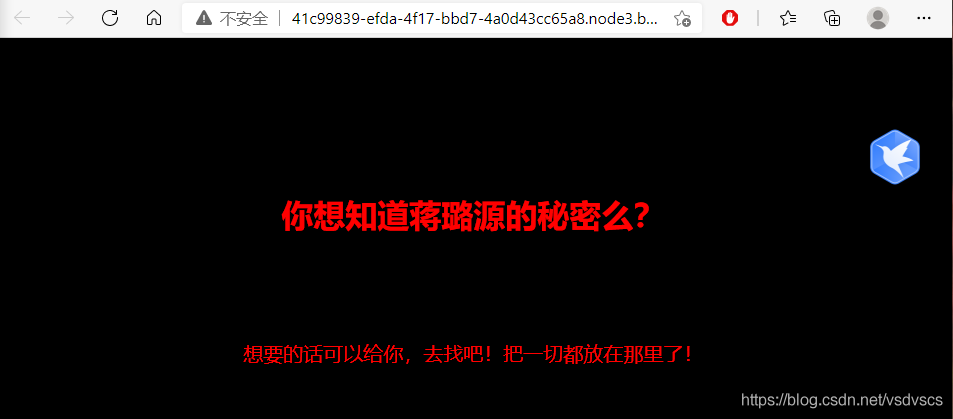 不安全
41c99839-efda-4f17-bbd7-4a0d43cc65a8.node3.b...
你想知道蒋璐源的秘密么？
想要的话可以给你，去找吧！把一切都放在那里了！
https://blog.csdn.net/vsdvscs